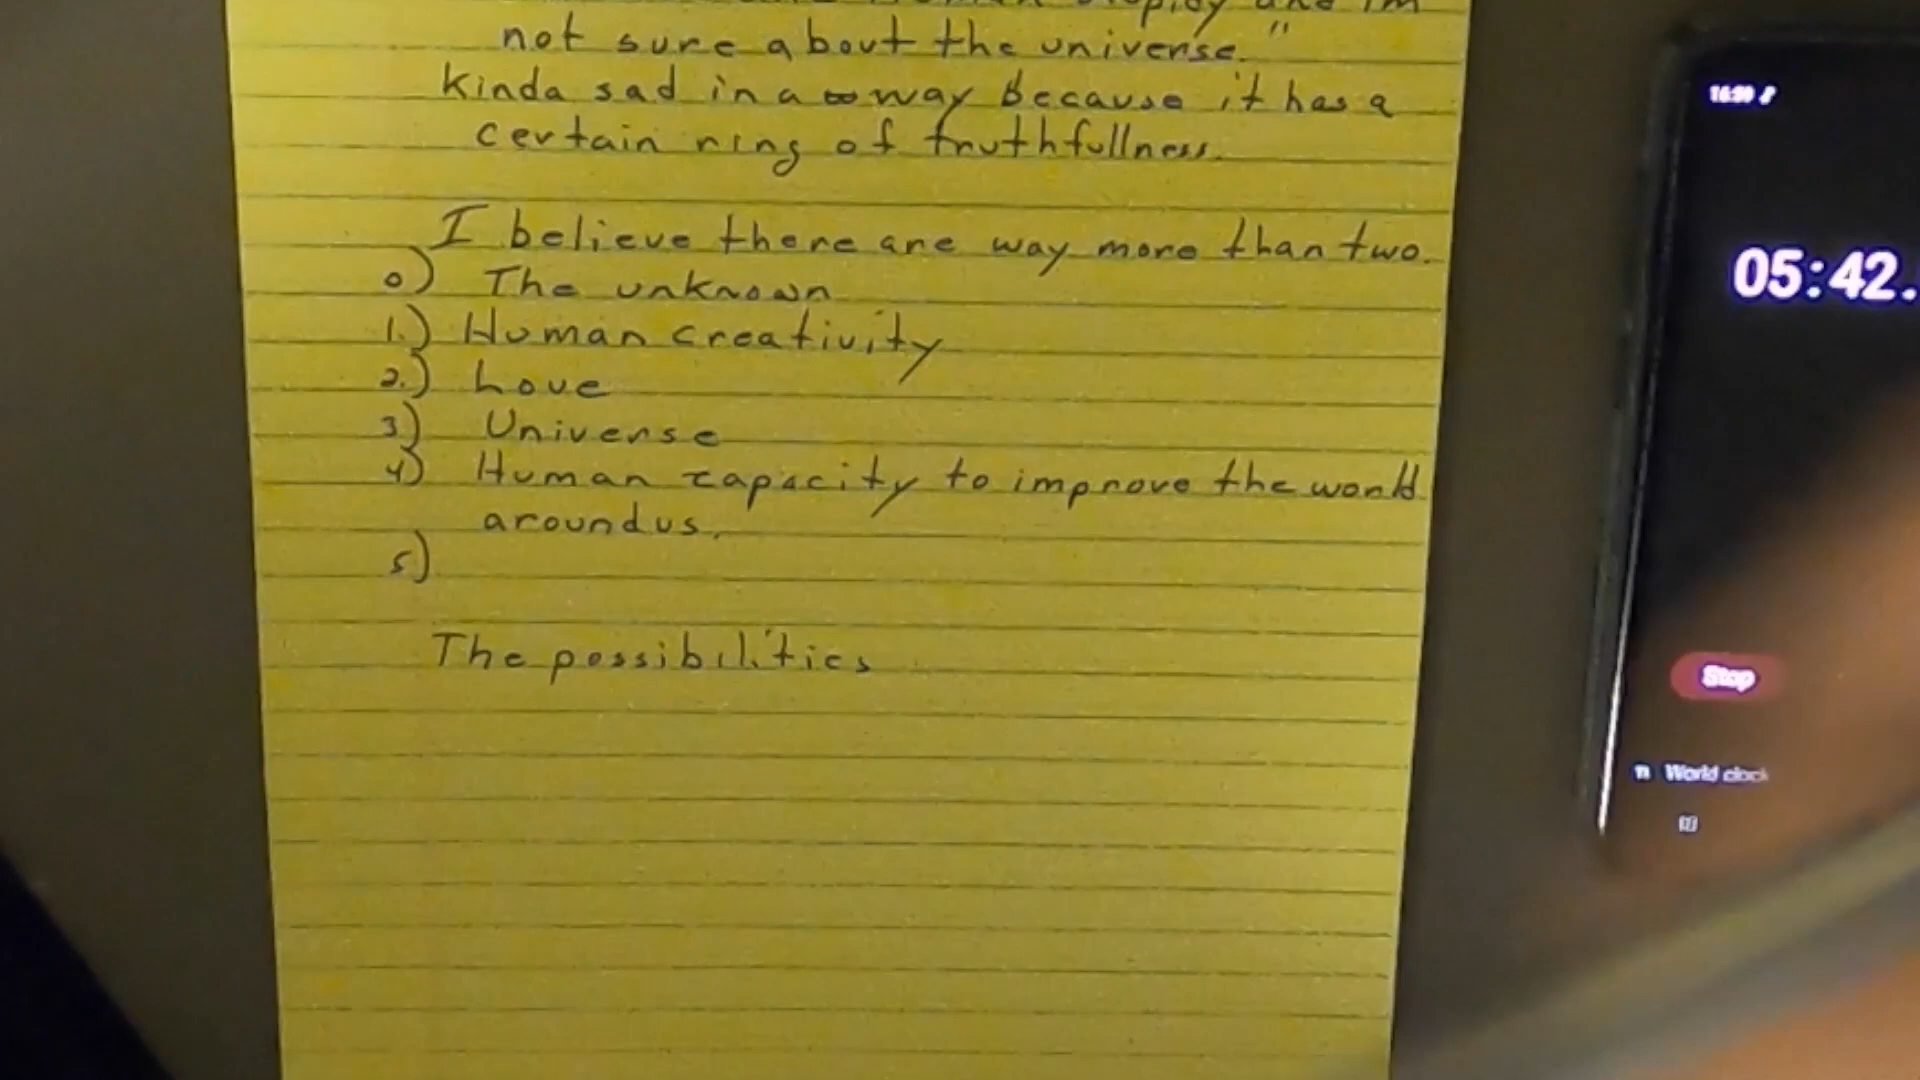 not sure about the universe."
Kinda sad in a way because it has a
certain ring of truthfullness.
I believe there are way more than two.
0) The unknown
1.) Human creativity
2.) Love
3) Universe
4) Human capacity to improve the world
around us.
5)
The possibilities
05:42.
Stop
World clock